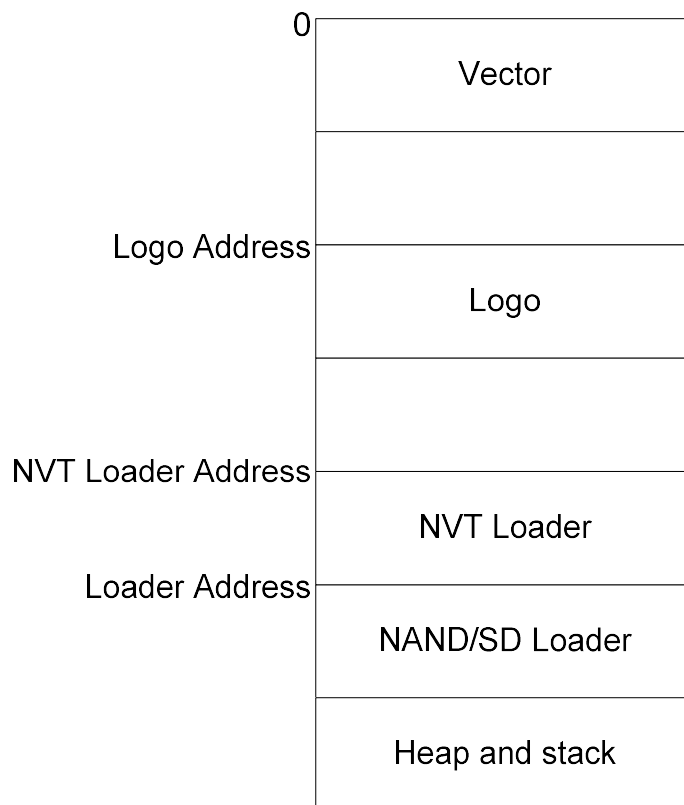 0
Vector
Logo Address
Logo
NVT Loader Address
NVT Loader
Loader Address
NAND/SD Loader
Heap and stack